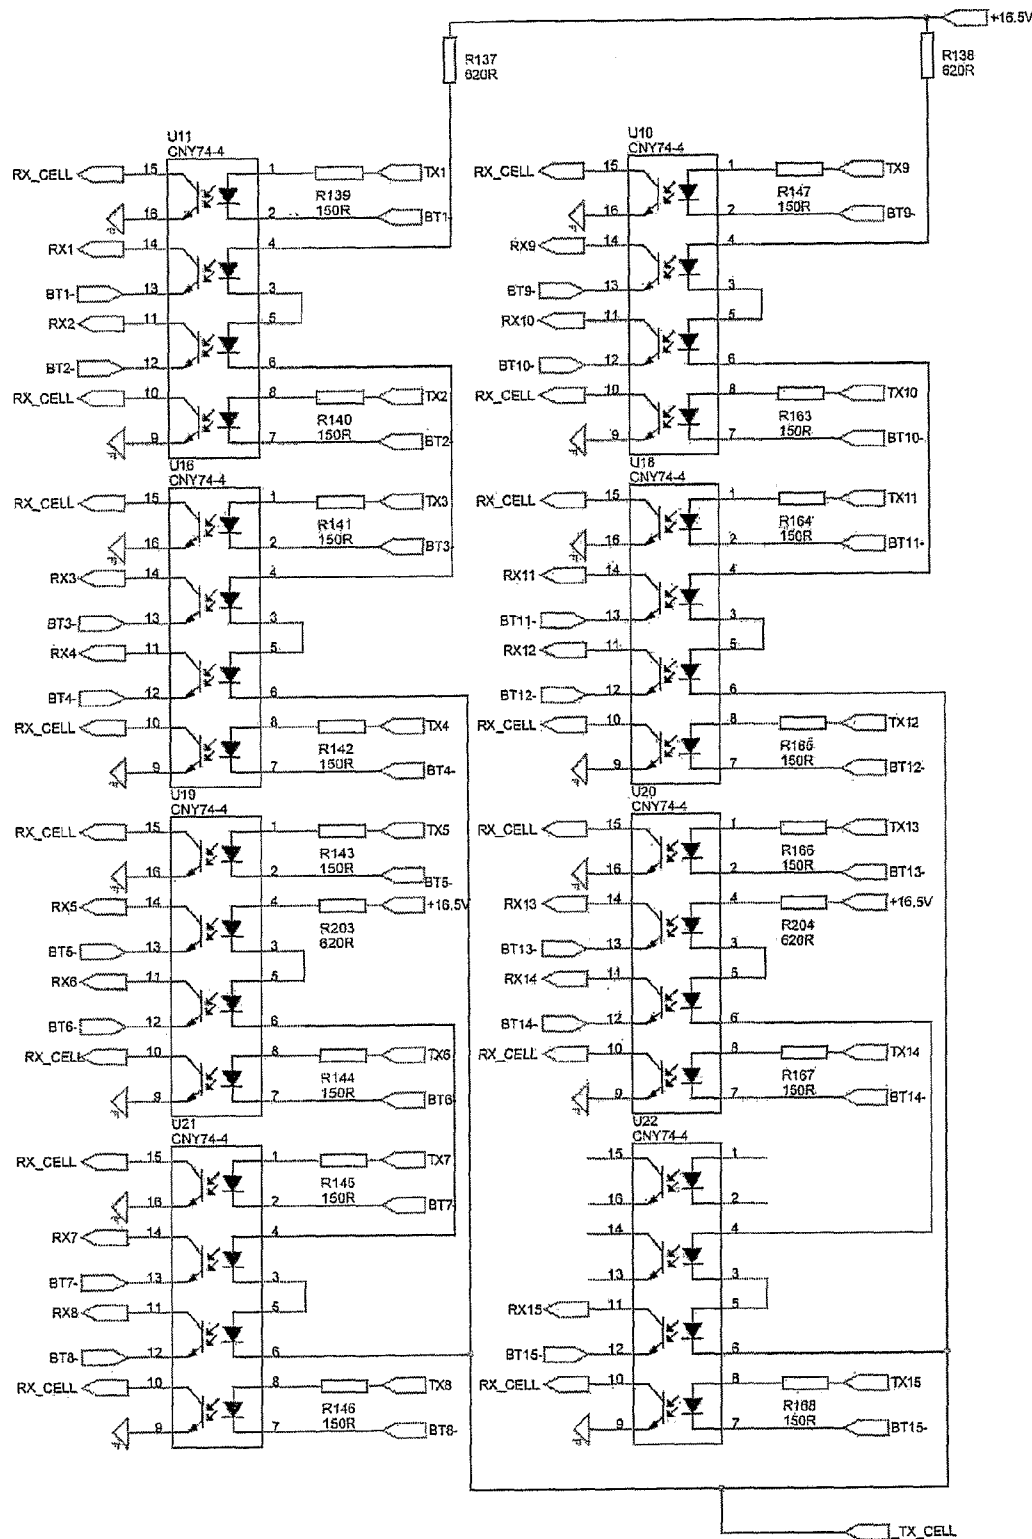 +16.5V
R137
620R
R138
620R
U11
CNY74-4
RX_CELL 15 1 TX1
R139
150R
16 2 BT1-
RX1 14 4
BT1- 13 3
RX2 11 5
BT2- 12 6
RX_CELL 10 8 TX2
R140
150R
9 7 BT2-
U16
CNY74-4
RX_CELL 15 1 TX3
R141
150R
16 2 BT3-
RX3 14 4
BT3- 13 3
RX4 11 5
BT4- 12 6
RX_CELL 10 8 TX4
R142
150R
9 7 BT4-
U19
CNY74-4
RX_CELL 15 1 TX5
R143
150R
16 2 BT5-
RX5 14 4 +16.5V
R203
620R
BT5- 13 3
RX6 11 5
BT6- 12 6
RX_CELL 10 8 TX6
R144
150R
9 7 BT6
U21
CNY74-4
RX_CELL 15 1 TX7
R145
150R
16 2 BT7
RX7 14 4
BT7- 13 3
RX8 11 5
BT8- 12 6
RX_CELL 10 8 TX8
R146
150R
9 7 BT8-
U10
CNY74-4
RX_CELL 15 1 TX9
R147
150R
16 2 BT9-
RX9 14 4
BT9- 13 3
RX10 11 5
BT10- 12 6
RX_CELL 10 8 TX10
R163
150R
9 7 BT10-
U18
CNY74-4
RX_CELL 15 1 TX11
R164
150R
16 2 BT11-
RX11 14 4
BT11- 13 3
RX12 11 5
BT12- 12 6
RX_CELL 10 8 TX12
R165
150R
9 7 BT12-
U20
CNY74-4
RX_CELL 15 1 TX13
R166
150R
16 2 BT13-
RX13 14 4 +16.5V
R204
620R
BT13- 13 3
RX14 11 5
BT14- 12 6
RX_CELL 10 8 TX14
R167
150R
9 7 BT14-
U22
CNY74-4
15 1
16 2
14 4
13 3
RX15 11 5
BT15- 12 6
RX_CELL 10 8 TX15
R168
150R
9 7 BT15-
_TX_CELL